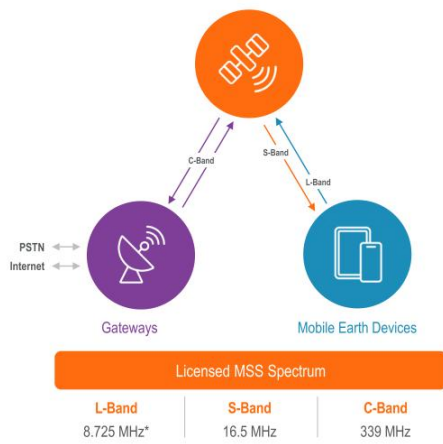 C-Band
S-Band
L-Band
PSTN
Internet
Gateways
Mobile Earth Devices
Licensed MSS Spectrum
L-Band
S-Band
C-Band
8.725 MHz*
16.5 MHz
339 MHz